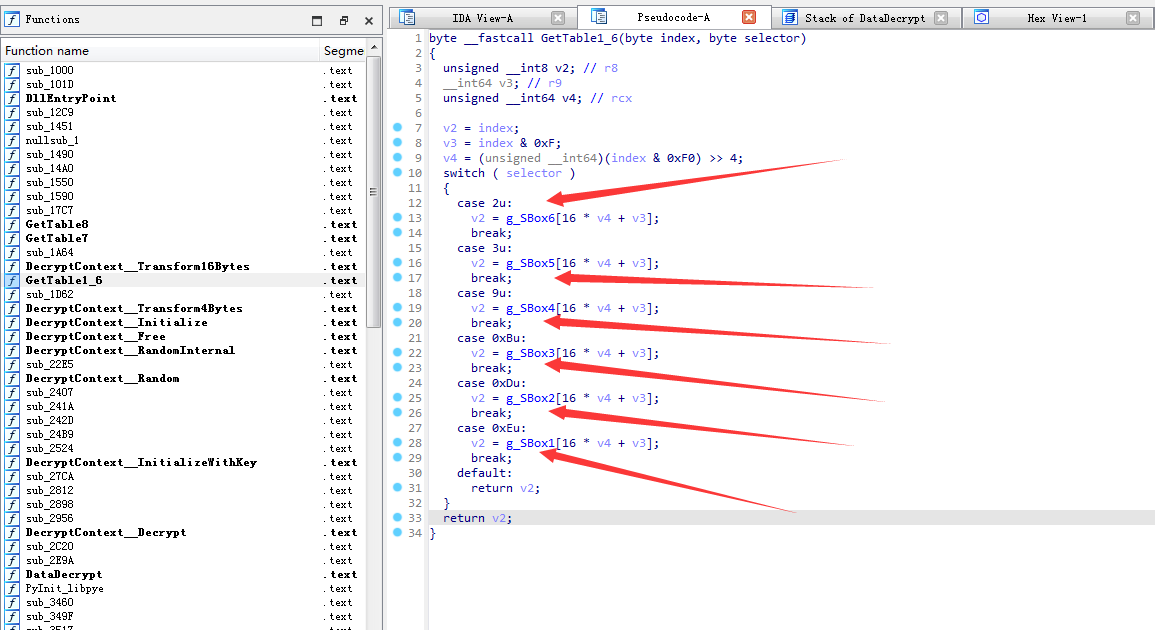 Functions
Function name Segme
sub_1000 .text
sub_101D .text
DllEntryPoint .text
sub_12C9 .text
sub_1451 .text
nullsub_1 .text
sub_1490 .text
sub_14A0 .text
sub_1550 .text
sub_1590 .text
sub_17C7 .text
GetTable8 .text
GetTable7 .text
sub_1A64 .text
DecryptContext__Transform16Bytes .text
GetTable1_6 .text
sub_1D62 .text
DecryptContext__Transform4Bytes .text
DecryptContext__Initialize .text
DecryptContext__Free .text
DecryptContext__RandomInternal .text
sub_22E5 .text
DecryptContext__Random .text
sub_2407 .text
sub_241A .text
sub_242D .text
sub_24B9 .text
sub_2524 .text
DecryptContext__InitializeWithKey .text
sub_27CA .text
sub_2812 .text
sub_2898 .text
sub_2956 .text
DecryptContext__Decrypt .text
sub_2C20 .text
sub_2E9A .text
DataDecrypt .text
PyInit_libpye .text
sub_3460 .text
sub_349F .text
IDA View-A Pseudocode-A Stack of DataDecrypt Hex View-1
1 byte __fastcall GetTable1_6(byte index, byte selector)
2 {
3 unsigned __int8 v2; // r8
4 __int64 v3; // r9
5 unsigned __int64 v4; // rcx
6
7 v2 = index;
8 v3 = index & 0xF;
9 v4 = (unsigned __int64)(index & 0xF0) >> 4;
10 switch ( selector )
11 {
12 case 2u:
13 v2 = g_SBox6[16 * v4 + v3];
14 break;
15 case 3u:
16 v2 = g_SBox5[16 * v4 + v3];
17 break;
18 case 9u:
19 v2 = g_SBox4[16 * v4 + v3];
20 break;
21 case 0xBu:
22 v2 = g_SBox3[16 * v4 + v3];
23 break;
24 case 0xDu:
25 v2 = g_SBox2[16 * v4 + v3];
26 break;
27 case 0xEu:
28 v2 = g_SBox1[16 * v4 + v3];
29 break;
30 default:
31 return v2;
32 }
33 return v2;
34 }